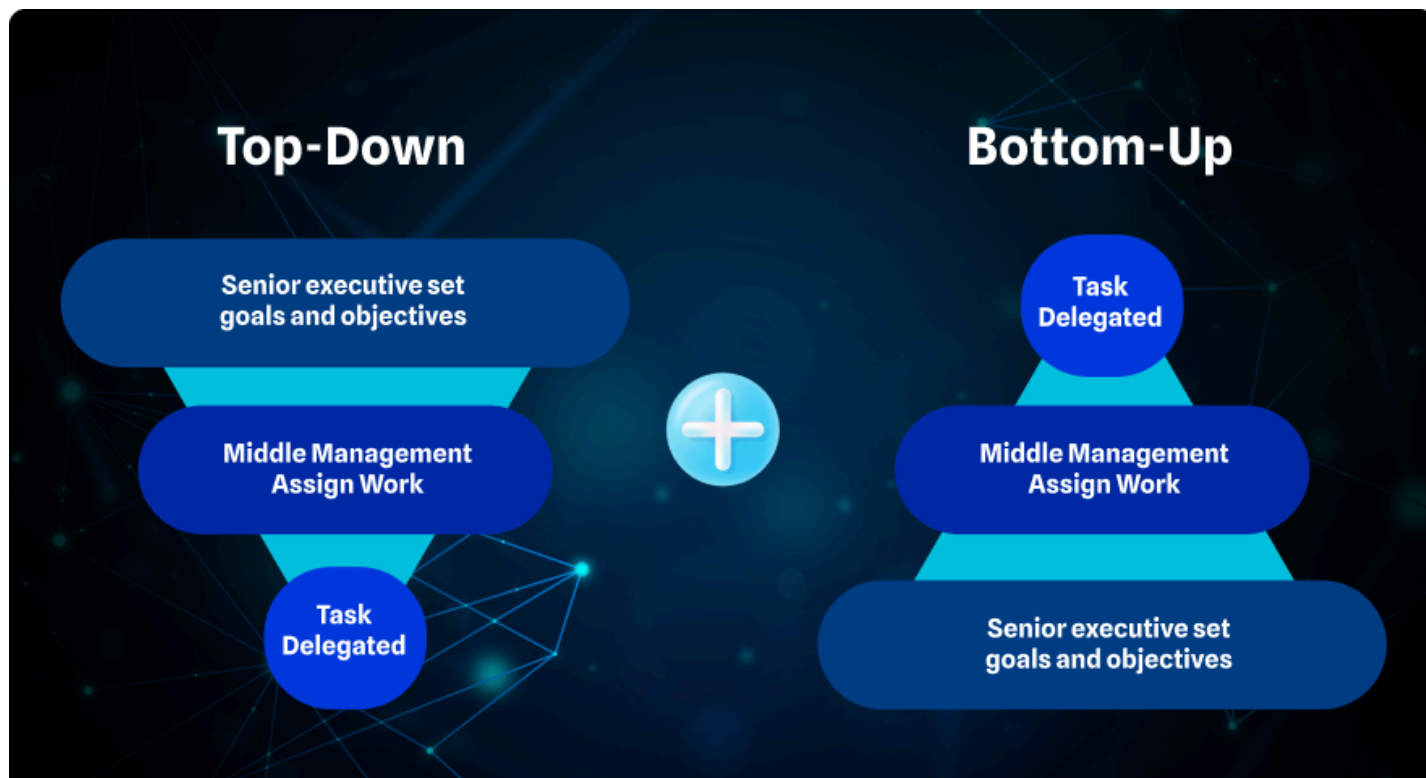 Top-Down
Senior executive set
goals and objectives
Middle Management
Assign Work
Task
Delegated
Bottom-Up
Task
Delegated
Middle Management
Assign Work
Senior executive set
goals and objectives